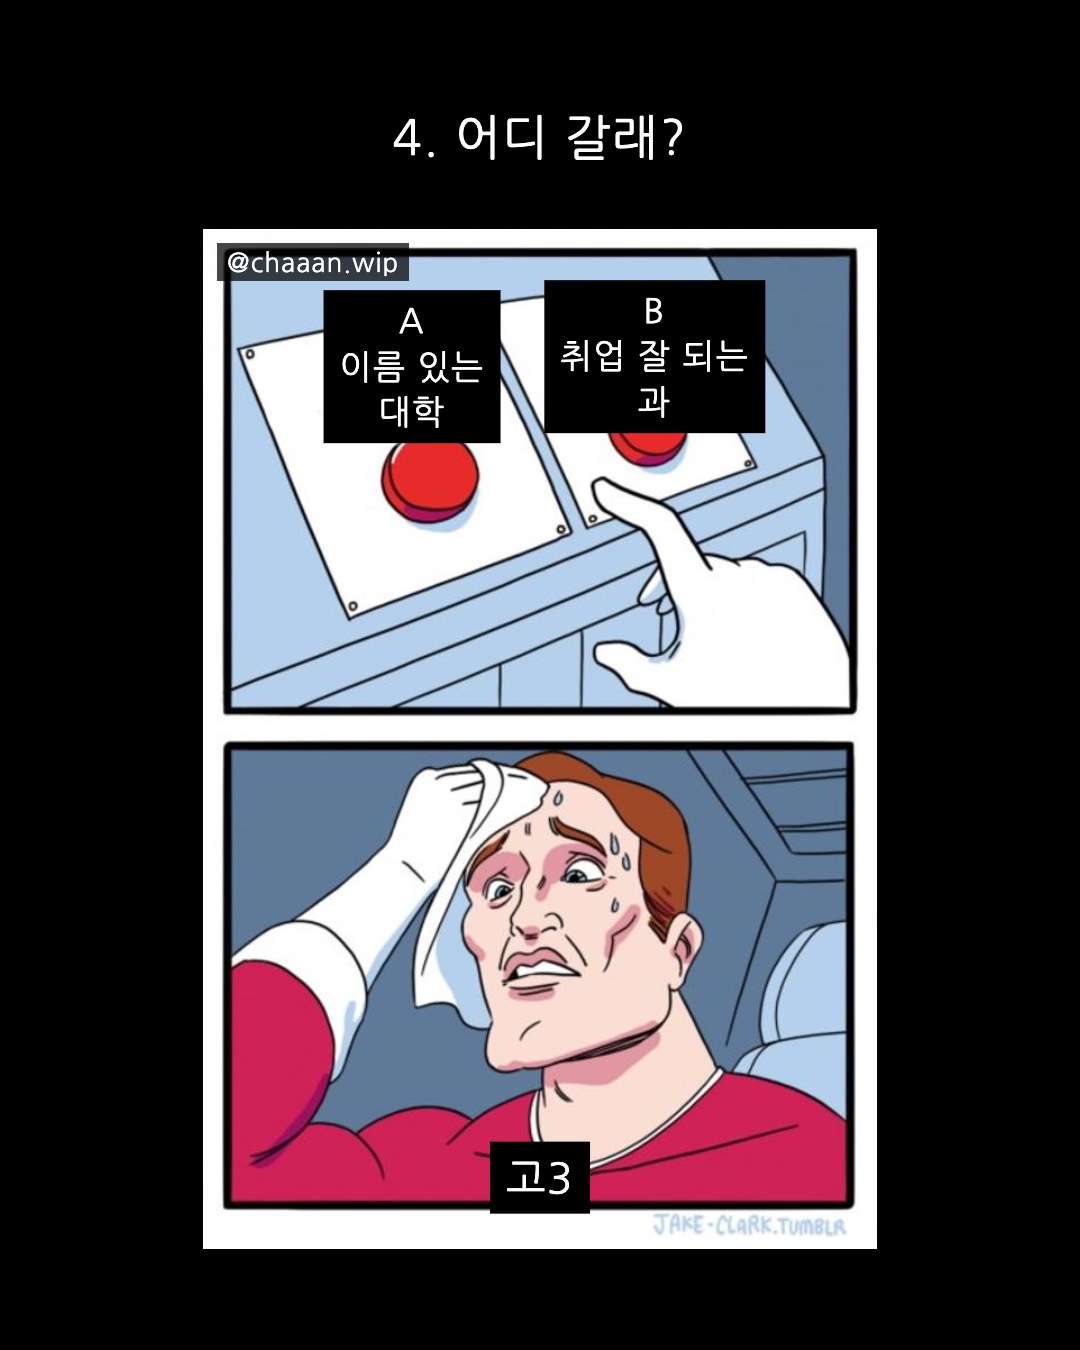 4. 어디 갈래?
@chaaan.wip
A
이름 있는
대학
B
취업 잘 되는
과
고3
JAKE-CLARK.TUMBLR